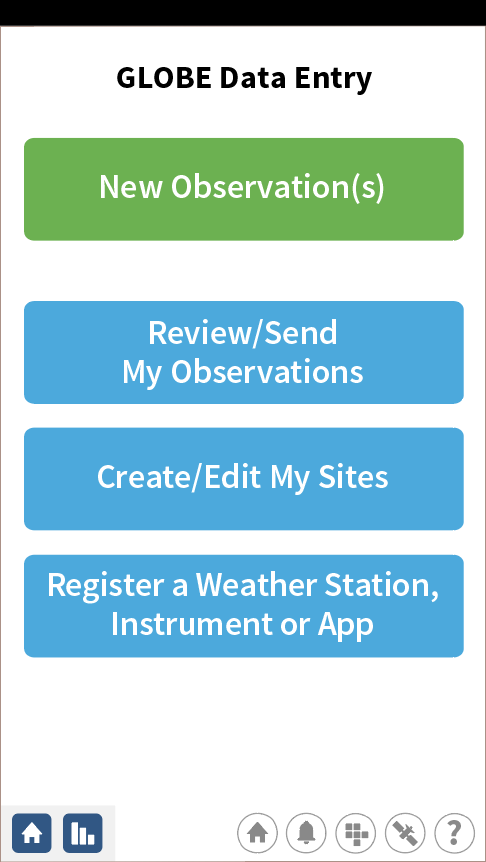 GLOBE Data Entry
New Observation(s)
Review/Send
My Observations
Create/Edit My Sites
Register a Weather Station,
Instrument or App
?